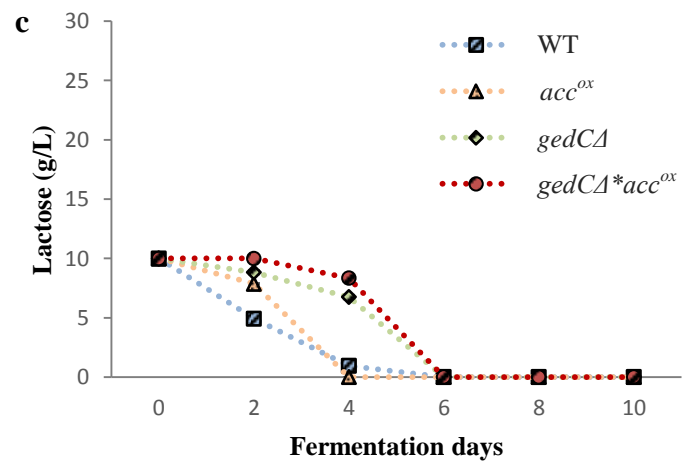 c
30
25
20
15
10
5
0
Lactose (g/L)
WT
acc^ox
gedCΔ
gedCΔ*acc^ox
0 2 4 6 8 10
Fermentation days